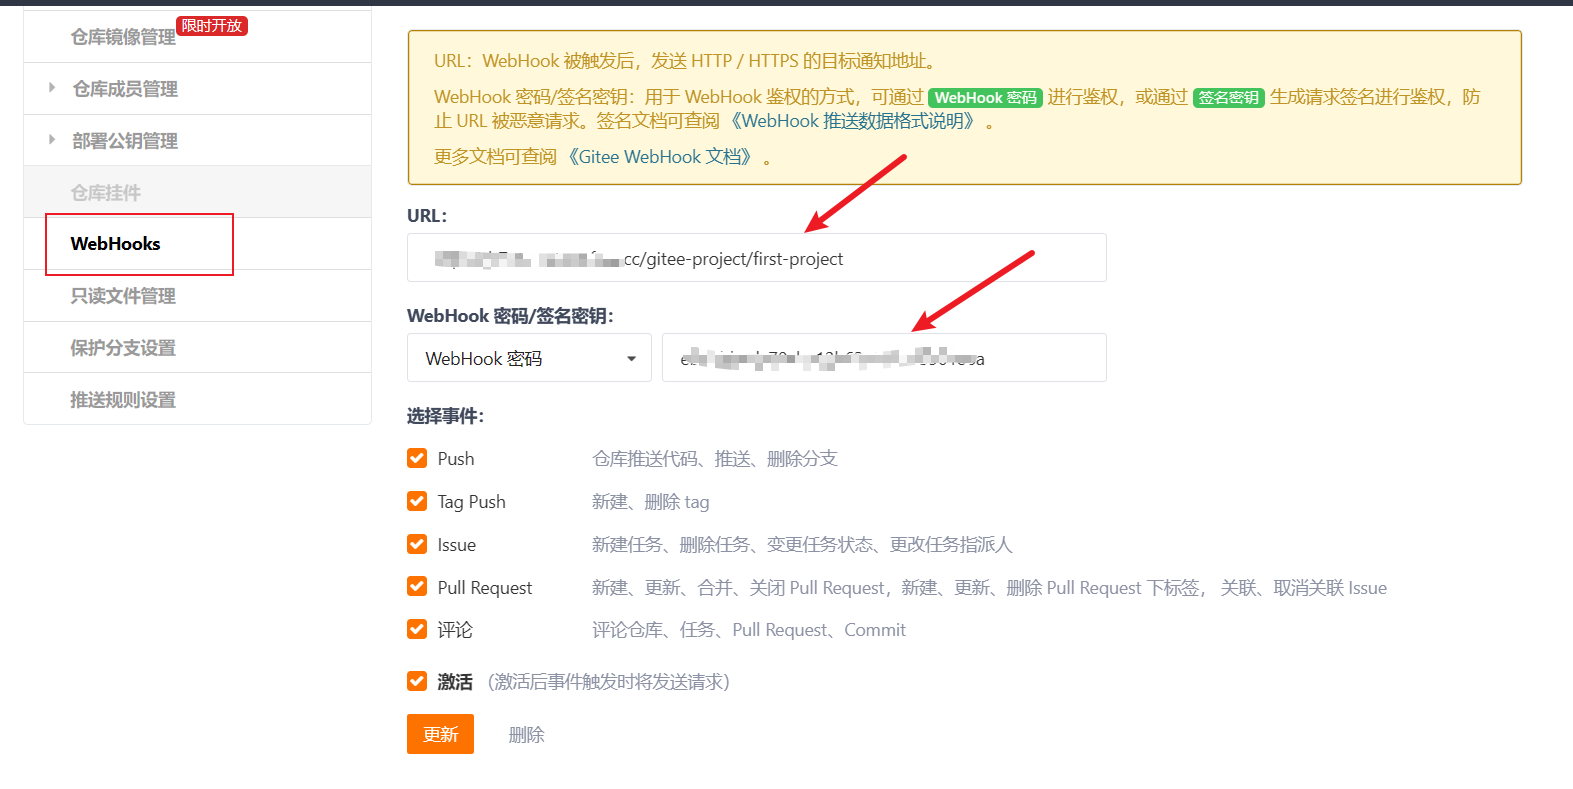 仓库镜像管理
限时开放
仓库成员管理
部署公钥管理
仓库挂件
WebHooks
只读文件管理
保护分支设置
推送规则设置
URL：WebHook 被触发后，发送 HTTP / HTTPS 的目标通知地址。
WebHook 密码/签名密钥：用于 WebHook 鉴权的方式，可通过 WebHook 密码 进行鉴权，或通过 签名密钥 生成请求签名进行鉴权，防
止 URL 被恶意请求。签名文档可查阅 《WebHook 推送数据格式说明》 。
更多文档可查阅 《Gitee WebHook 文档》 。
URL：
cc/gitee-project/first-project
WebHook 密码/签名密钥：
WebHook 密码
选择事件：
Push 仓库推送代码、推送、删除分支
Tag Push 新建、删除 tag
Issue 新建任务、删除任务、变更任务状态、更改任务指派人
Pull Request 新建、更新、合并、关闭 Pull Request，新建、更新、删除 Pull Request 下标签， 关联、取消关联 Issue
评论 评论仓库、任务、Pull Request、Commit
激活 （激活后事件触发时将发送请求）
更新 删除